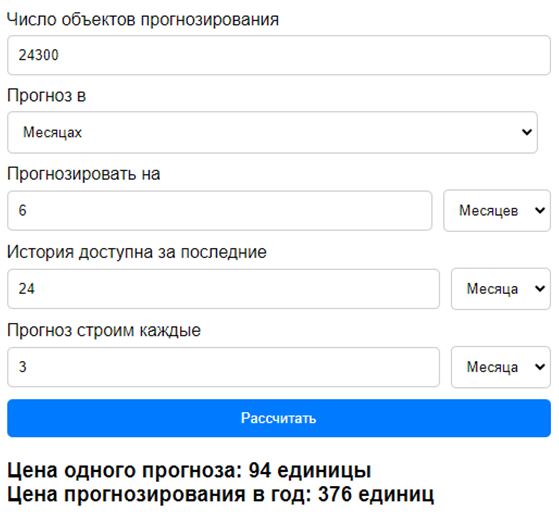 Число объектов прогнозирования
24300
Прогноз в
Месяцах
Прогнозировать на
6 Месяцев
История доступна за последние
24 Месяца
Прогноз строим каждые
3 Месяца
Рассчитать
Цена одного прогноза: 94 единицы
Цена прогнозирования в год: 376 единиц